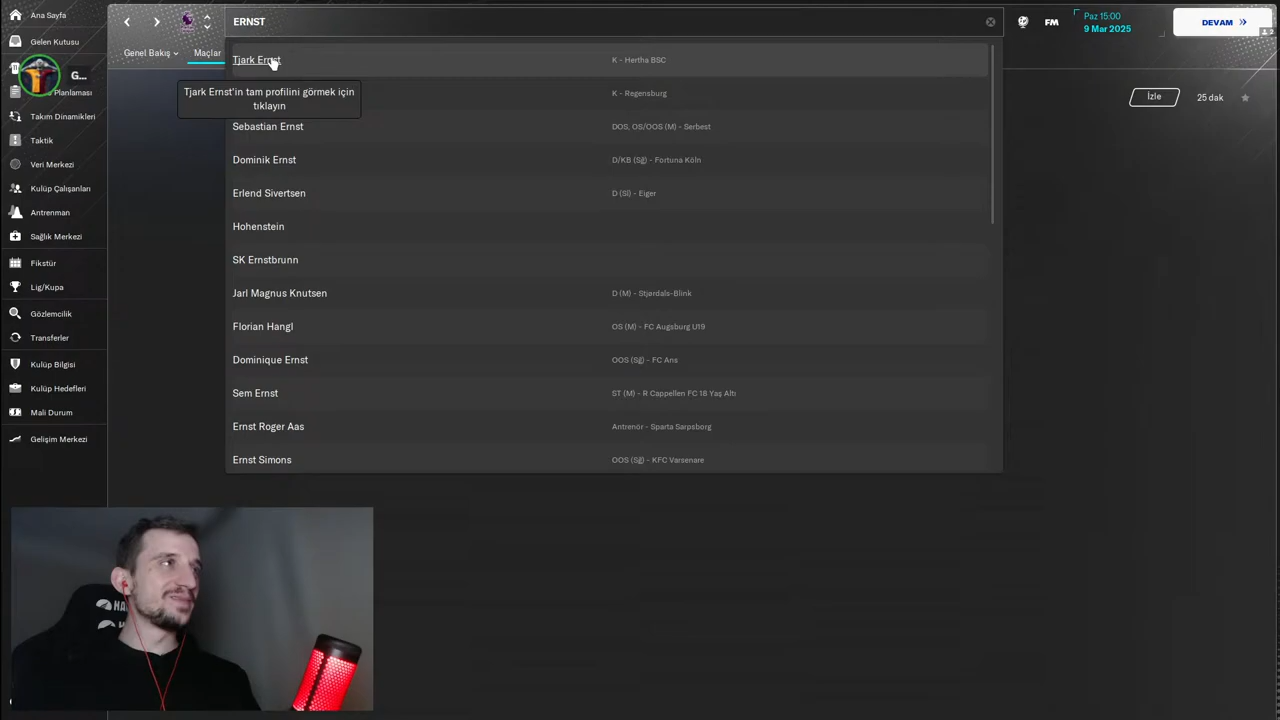 Ana Sayfa
ERNST
FM
Paz 15:00
9 Mar 2025
DEVAM
2
Gelen Kutusu
Genel Bakış
Maçlar
Tjark Ernst
K - Hertha BSC
G...
Planlaması
Tjark Ernst'in tam profilini görmek için
tıklayın
K - Regensburg
İzle
25 dak
Takım Dinamikleri
Sebastian Ernst
DOS, OS/OOS (M) - Serbest
Taktik
Veri Merkezi
Dominik Ernst
D/KB (Sğ) - Fortuna Köln
Kulüp Çalışanları
Erlend Sivertsen
D (Sl) - Eiger
Antrenman
Hohenstein
Sağlık Merkezi
Fikstür
SK Ernstbrunn
Lig/Kupa
Jarl Magnus Knutsen
D (M) - Stjørdals-Blink
Gözlemcilik
Florian Hangl
OS (M) - FC Augsburg U19
Transferler
Kulüp Bilgisi
Dominique Ernst
OOS (Sğ) - FC Ans
Kulüp Hedefleri
Sem Ernst
ST (M) - R Cappellen FC 18 Yaş Altı
Mali Durum
Ernst Roger Aas
Antrenör - Sparta Sarpsborg
Gelişim Merkezi
Ernst Simons
OOS (Sğ) - KFC Varsenare